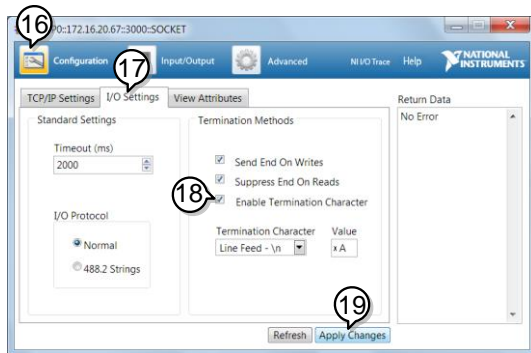 16
0::172.16.20.67::3000::SOCKET
Configuration
17
Input/Output
Advanced
NI I/O Trace
Help
NATIONAL INSTRUMENTS
TCP/IP Settings
I/O Settings
View Attributes
Return Data
Standard Settings
Termination Methods
No Error
Timeout (ms)
2000
Send End On Writes
Suppress End On Reads
18
Enable Termination Character
I/O Protocol
Termination Character
Value
Normal
Line Feed - \n
xA
488.2 Strings
19
Refresh
Apply Changes